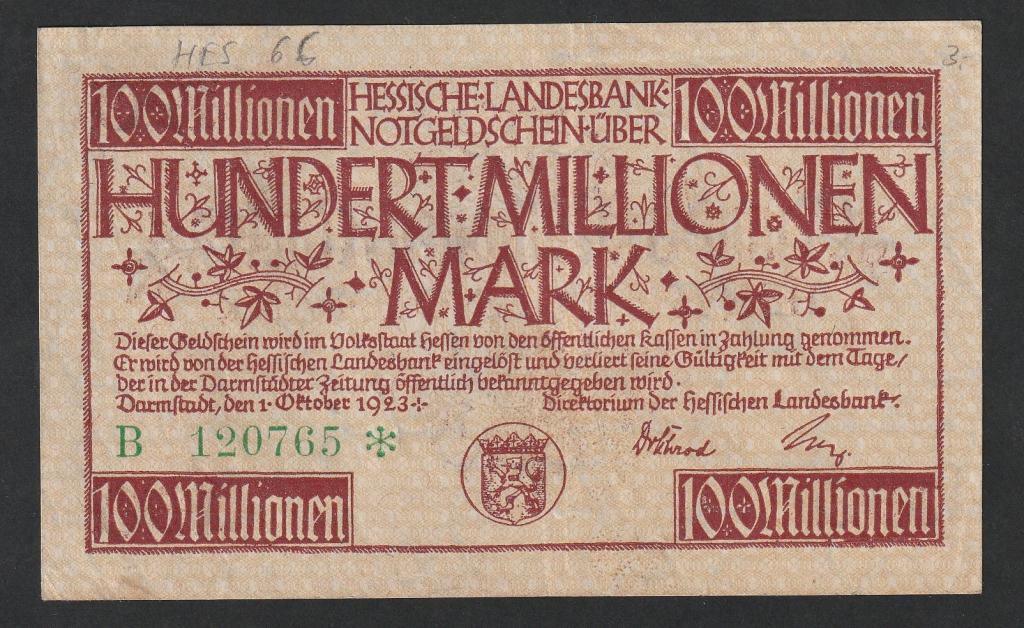 HES 66
3.-
100 Millionen
HESSISCHE·LANDESBANK·
NOTGELDSCHEIN·ÜBER
100 Millionen
HUNDERT·MILLIONEN
·MARK·
Dieser Geldschein wird im Volksstaat Hessen von den öffentlichen Kassen in Zahlung genommen.
Er wird von der Hessischen Landesbank eingelöst und verliert seine Gültigkeit mit dem Tage,
der in der Darmstädter Zeitung öffentlich bekanntgegeben wird.
Darmstadt, den 1. Oktober 1923
Direktorium der Hessischen Landesbank.
B 120765 *
100 Millionen
100 Millionen